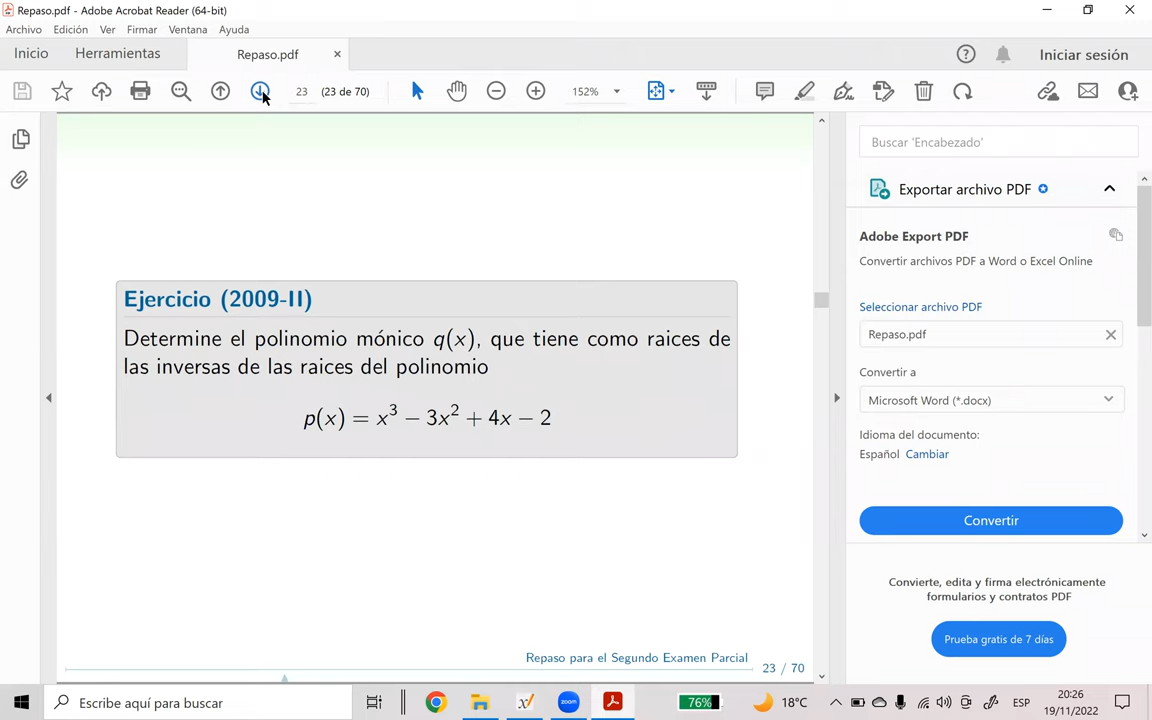 Repaso.pdf - Adobe Acrobat Reader (64-bit)
Archivo Edición Ver Firmar Ventana Ayuda
Inicio Herramientas Repaso.pdf × Iniciar sesión
23 (23 de 70) 152%
Buscar 'Encabezado'
Exportar archivo PDF
Adobe Export PDF
Convertir archivos PDF a Word o Excel Online
Seleccionar archivo PDF
Repaso.pdf
Convertir a
Microsoft Word (*.docx)
Idioma del documento:
Español Cambiar
Convertir
Convierte, edita y firma electrónicamente
formularios y contratos PDF
Prueba gratis de 7 días
Ejercicio (2009-II)
Determine el polinomio mónico q(x), que tiene como raices de
las inversas de las raices del polinomio
p(x) = x³ − 3x² + 4x − 2
Repaso para el Segundo Examen Parcial
23 / 70
Escribe aquí para buscar
zoom
76%
18°C
ESP
20:26
19/11/2022